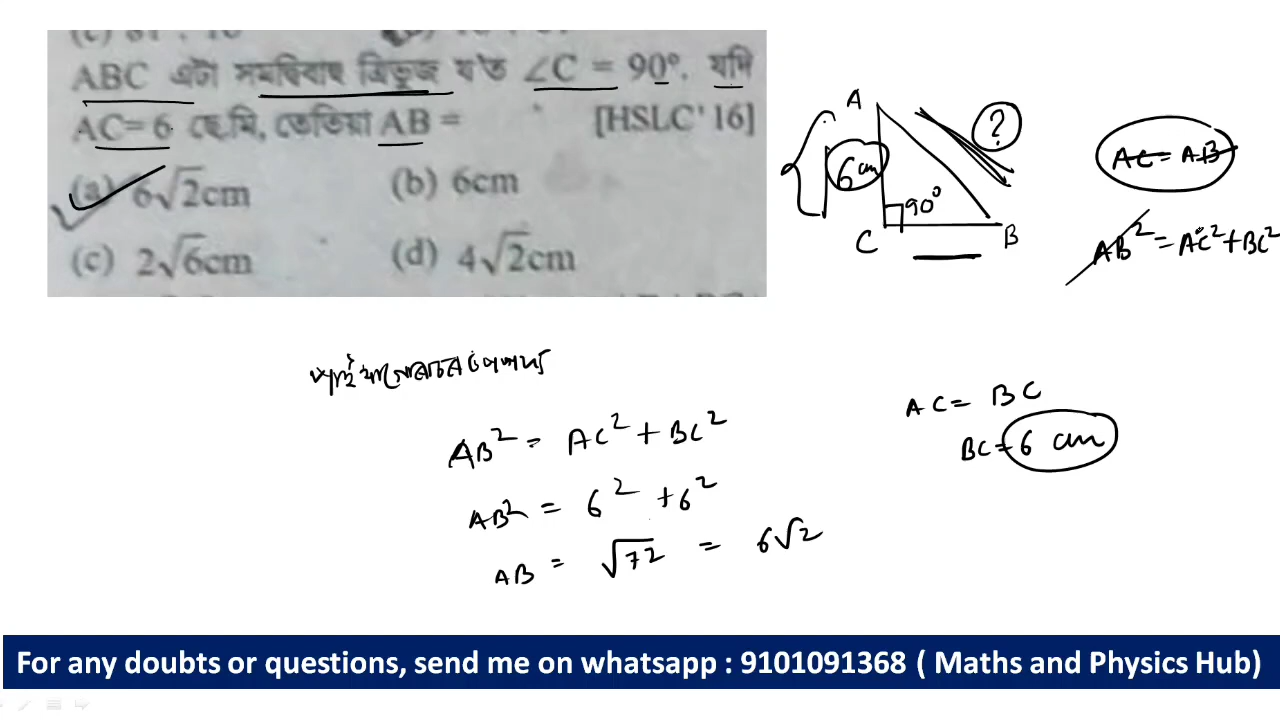 ABC এটা সমদ্বিবাহু ত্ৰিভুজ য'ত ∠C = 90°. যদি
AC= 6 ছে.মি, তেতিয়া AB = [HSLC' 16]
(a) 6√2cm (b) 6cm
(c) 2√6cm (d) 4√2cm
A
6 cm
?
90°
C B
AC = AB
AB² = AC² + BC²
AB² = AC² + BC²
AB² = 6² + 6²
AB = √72 = 6√2
AC = BC
BC = 6 cm
For any doubts or questions, send me on whatsapp : 9101091368 ( Maths and Physics Hub)